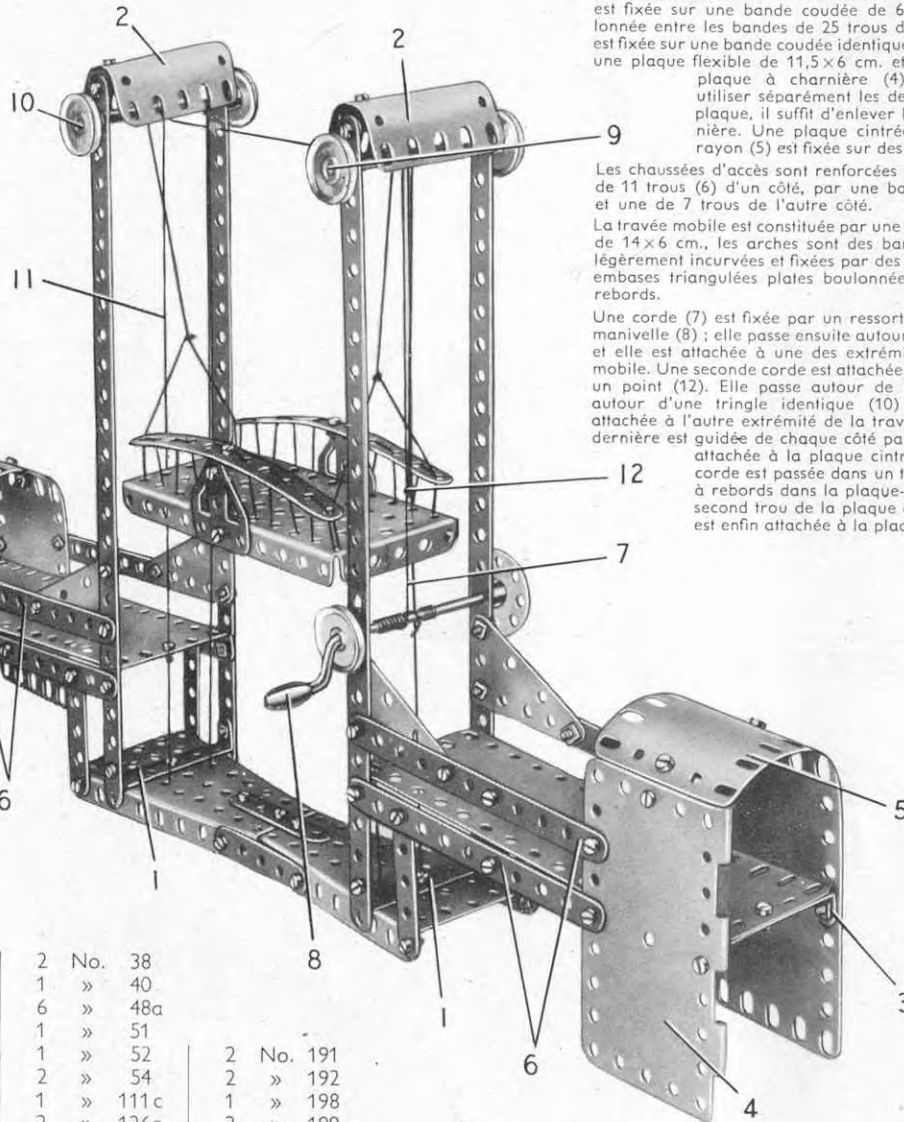 est fixée sur une bande coudée de 6
lonnée entre les bandes de 25 trous d
est fixée sur une bande coudée identique
une plaque flexible de 11,5×6 cm. et
plaque à charnière (4)
utiliser séparément les de
plaque, il suffit d'enlever l
nière. Une plaque cintrée
rayon (5) est fixée sur des
Les chaussées d'accès sont renforcées
de 11 trous (6) d'un côté, par une ba
et une de 7 trous de l'autre côté.
La travée mobile est constituée par une
de 14×6 cm., les arches sont des ban
légèrement incurvées et fixées par des
embases triangulées plates boulonnée
rebords.
Une corde (7) est fixée par un ressort
manivelle (8) ; elle passe ensuite autour
et elle est attachée à une des extrémi
mobile. Une seconde corde est attachée
un point (12). Elle passe autour de
autour d'une tringle identique (10)
attachée à l'autre extrémité de la trav
dernière est guidée de chaque côté pa
attachée à la plaque cintr
corde est passée dans un t
à rebords dans la plaque-
second trou de la plaque
est enfin attachée à la plac
2
2
10
9
11
12
7
6
1
5
8
3
1
6
4
2 No. 38
1 » 40
6 » 48a
1 » 51
1 » 52
2 » 54
1 » 111c
2 No. 191
2 » 192
1 » 198